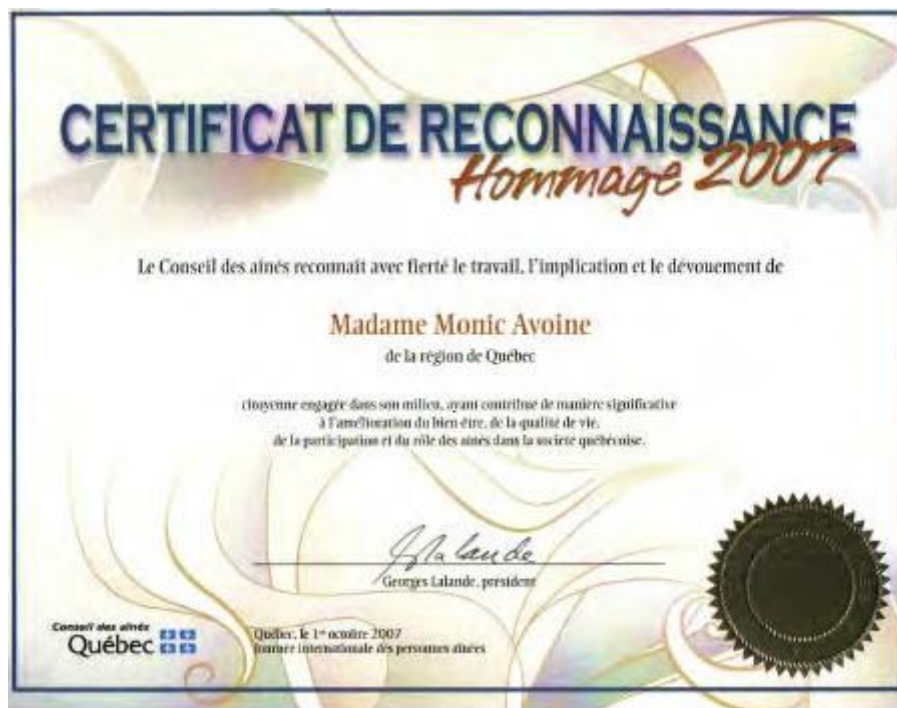 CERTIFICAT DE RECONNAISSANCE
Hommage 2007
Le Conseil des aînés reconnaît avec fierté le travail, l'implication et le dévouement de
Madame Monic Avoine
de la région de Québec
citoyenne engagée dans son milieu, ayant contribué de manière significative
à l'amélioration du bien-être, de la qualité de vie,
de la participation et du rôle des aînés dans la société québécoise.
GLalande
Georges Lalande, président
Conseil des aînés
Québec
Québec, le 1er octobre 2007
Journée internationale des personnes aînées